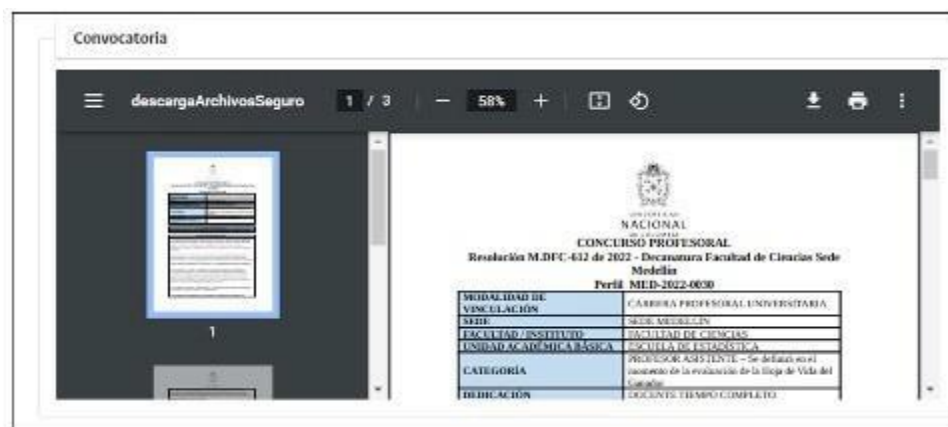 Convocatoria
descargaArchivosSeguro 1 / 3 58%
1
NACIONAL
CONCURSO PROFESORAL
Resolución M.DFC-612 de 2022 - Decanatura Facultad de Ciencias Sede
Medellín
Perfil MED-2022-0030
MODALIDAD DE
VINCULACIÓN
CARRERA PROFESORAL UNIVERSITARIA
SEDE
SEDE MEDELLÍN
FACULTAD / INSTITUTO
FACULTAD DE CIENCIAS
UNIDAD ACADÉMICA BÁSICA
ESCUELA DE ESTADÍSTICA
CATEGORÍA
PROFESOR ASISTENTE – Se definirá en el
momento de la evaluación de la Hoja de Vida del
Ganador
DEDICACIÓN
DOCENTE TIEMPO COMPLETO